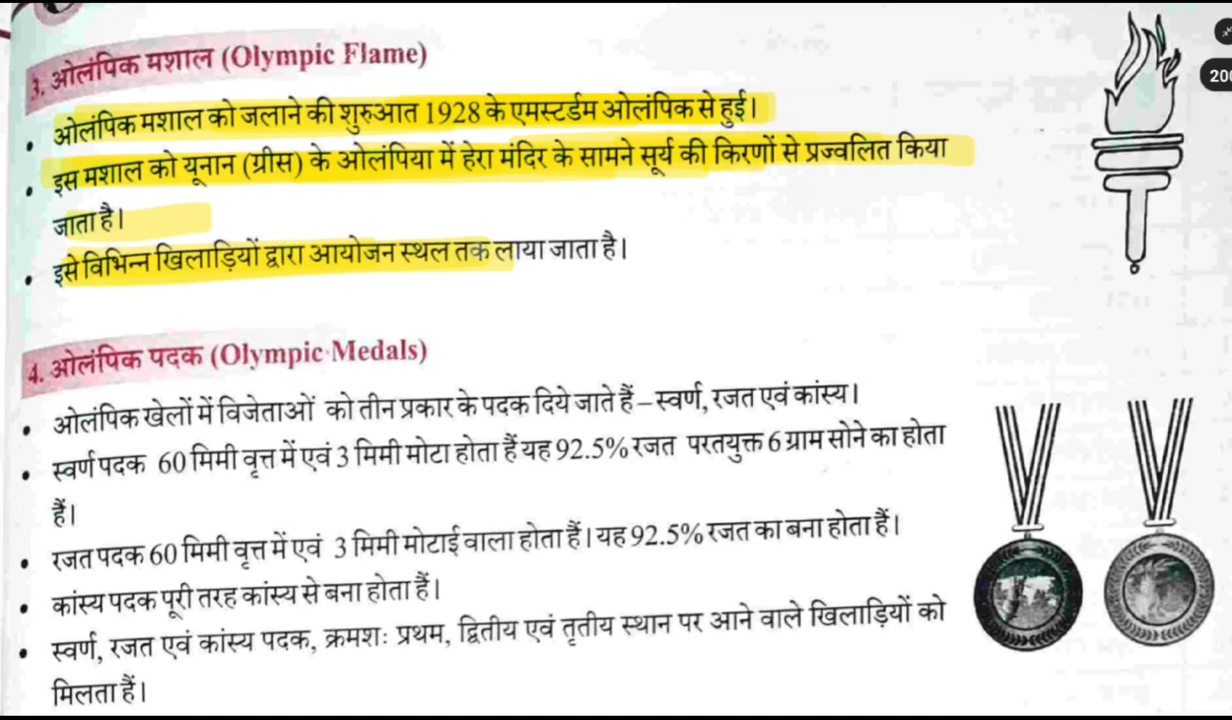 3. ओलंपिक मशाल (Olympic Flame)
• ओलंपिक मशाल को जलाने की शुरुआत 1928 के एमस्टर्डम ओलंपिक से हुई।
• इस मशाल को यूनान (ग्रीस) के ओलंपिया में हेरा मंदिर के सामने सूर्य की किरणों से प्रज्वलित किया
जाता है।
• इसे विभिन्न खिलाड़ियों द्वारा आयोजन स्थल तक लाया जाता है।
4. ओलंपिक पदक (Olympic Medals)
• ओलंपिक खेलों में विजेताओं को तीन प्रकार के पदक दिये जाते हैं – स्वर्ण, रजत एवं कांस्य।
• स्वर्ण पदक 60 मिमी वृत्त में एवं 3 मिमी मोटा होता हैं यह 92.5% रजत परतयुक्त 6 ग्राम सोने का होता
हैं।
• रजत पदक 60 मिमी वृत्त में एवं 3 मिमी मोटाई वाला होता हैं। यह 92.5% रजत का बना होता हैं।
• कांस्य पदक पूरी तरह कांस्य से बना होता हैं।
• स्वर्ण, रजत एवं कांस्य पदक, क्रमशः प्रथम, द्वितीय एवं तृतीय स्थान पर आने वाले खिलाड़ियों को
मिलता हैं।